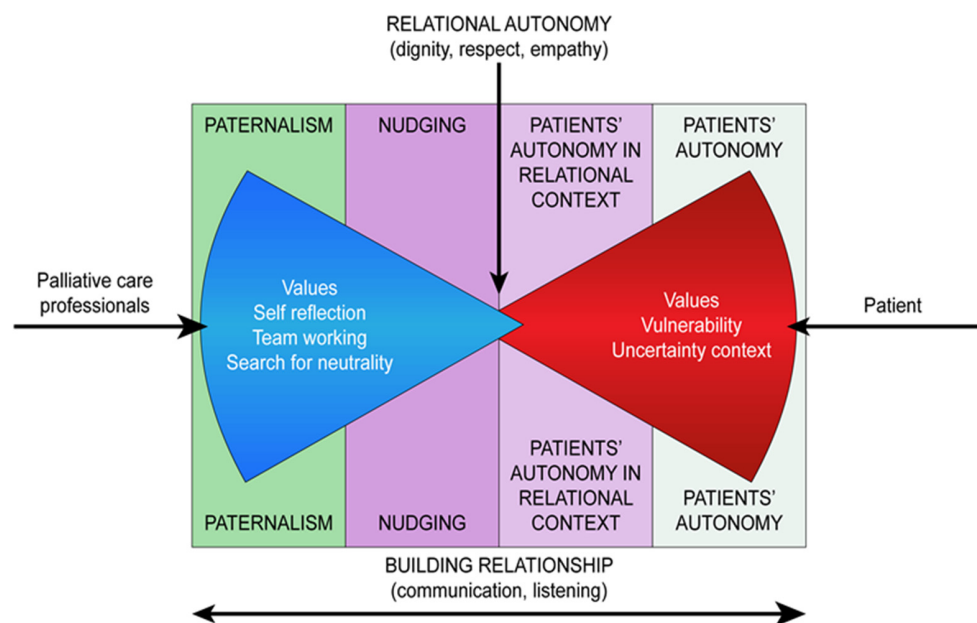 RELATIONAL AUTONOMY
(dignity, respect, empathy)
PATERNALISM
NUDGING
PATIENTS’
AUTONOMY IN
RELATIONAL
CONTEXT
PATIENTS’
AUTONOMY
Palliative care
professionals
Values
Self reflection
Team working
Search for neutrality
Values
Vulnerability
Uncertainty context
Patient
PATERNALISM
NUDGING
PATIENTS’
AUTONOMY IN
RELATIONAL
CONTEXT
PATIENTS’
AUTONOMY
BUILDING RELATIONSHIP
(communication, listening)